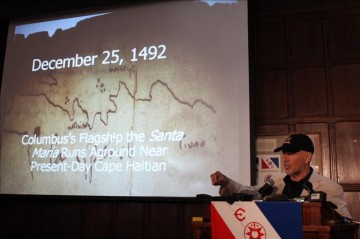 December 25, 1492
Columbus's Flagship the Santa
Maria Runs Aground Near
Present-Day Cape Haitian